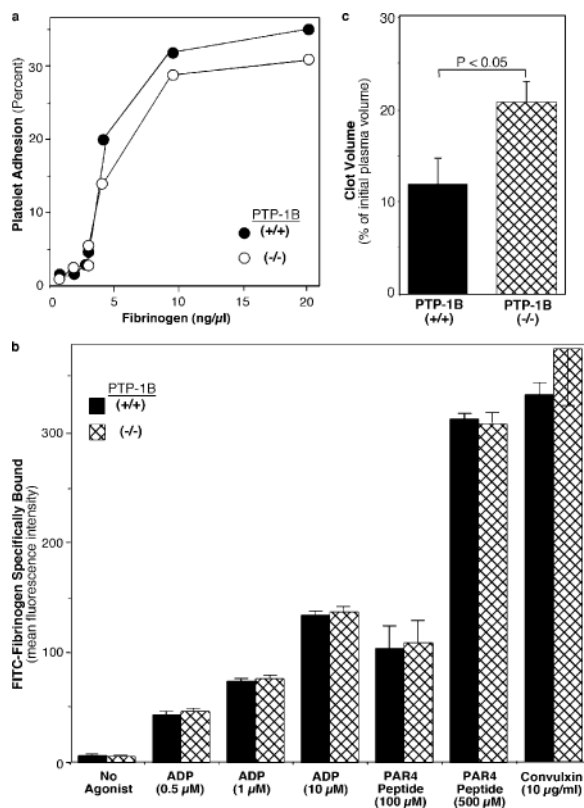 a
Platelet Adhesion (Percent)
30
20
10
0
0
5
10
15
20
Fibrinogen (ng/µl)
PTP-1B
(+/+)
(-/-)
c
Clot Volume
(% of initial plasma volume)
30
20
10
0
P < 0.05
PTP-1B
(+/+)
PTP-1B
(-/-)
b
FITC-Fibrinogen Specifically Bound
(mean fluorescence intensity)
300
200
100
0
PTP-1B
(+/+)
(-/-)
No
Agonist
ADP
(0.5 µM)
ADP
(1 µM)
ADP
(10 µM)
PAR4
Peptide
(100 µM)
PAR4
Peptide
(500 µM)
Convulxin
(10 µg/ml)